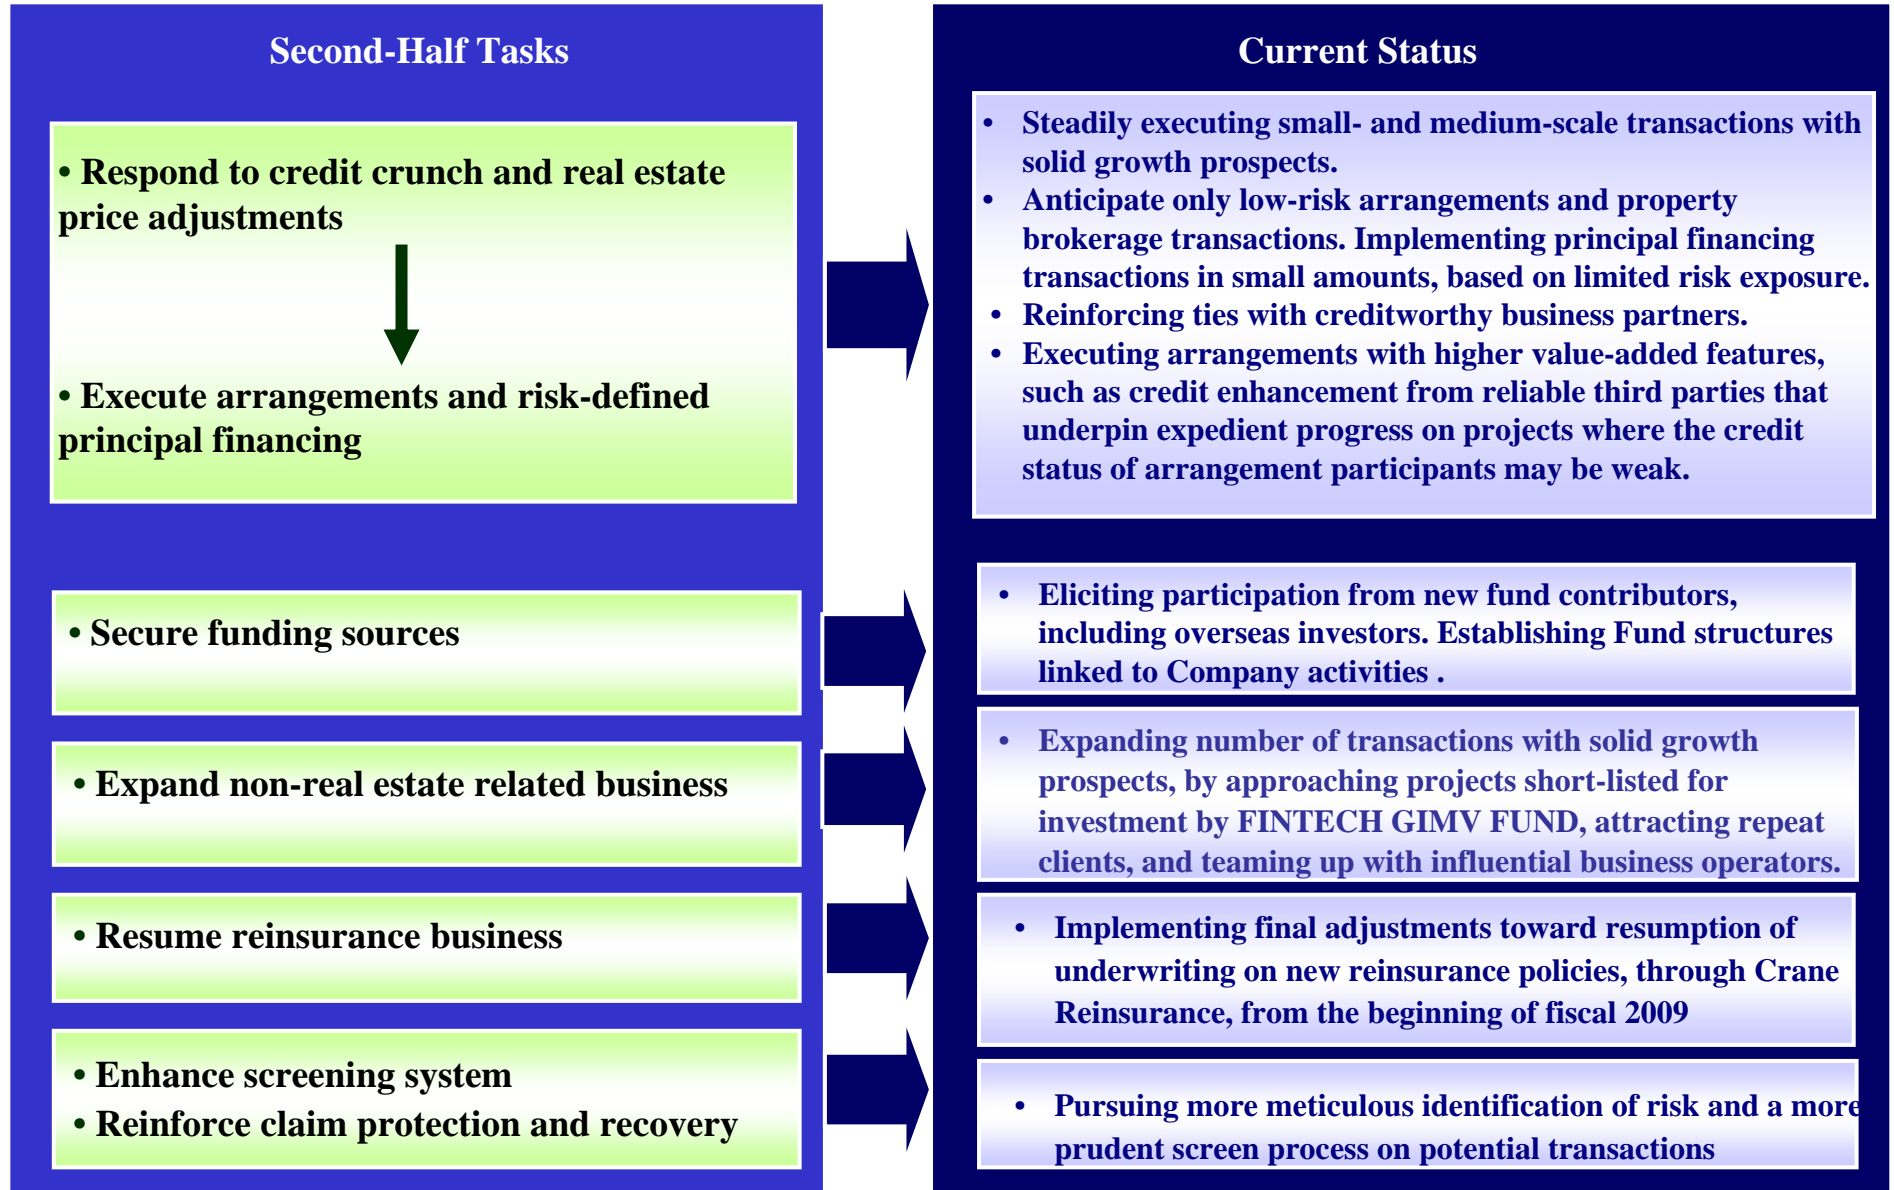 Second-Half Tasks
• Respond to credit crunch and real estate
price adjustments
• Execute arrangements and risk-defined
principal financing
• Secure funding sources
• Expand non-real estate related business
• Resume reinsurance business
• Enhance screening system
• Reinforce claim protection and recovery
Current Status
• Steadily executing small- and medium-scale transactions with
solid growth prospects.
• Anticipate only low-risk arrangements and property
brokerage transactions. Implementing principal financing
transactions in small amounts, based on limited risk exposure.
• Reinforcing ties with creditworthy business partners.
• Executing arrangements with higher value-added features,
such as credit enhancement from reliable third parties that
underpin expedient progress on projects where the credit
status of arrangement participants may be weak.
• Eliciting participation from new fund contributors,
including overseas investors. Establishing Fund structures
linked to Company activities .
• Expanding number of transactions with solid growth
prospects, by approaching projects short-listed for
investment by FINTECH GIMV FUND, attracting repeat
clients, and teaming up with influential business operators.
• Implementing final adjustments toward resumption of
underwriting on new reinsurance policies, through Crane
Reinsurance, from the beginning of fiscal 2009
• Pursuing more meticulous identification of risk and a more
prudent screen process on potential transactions